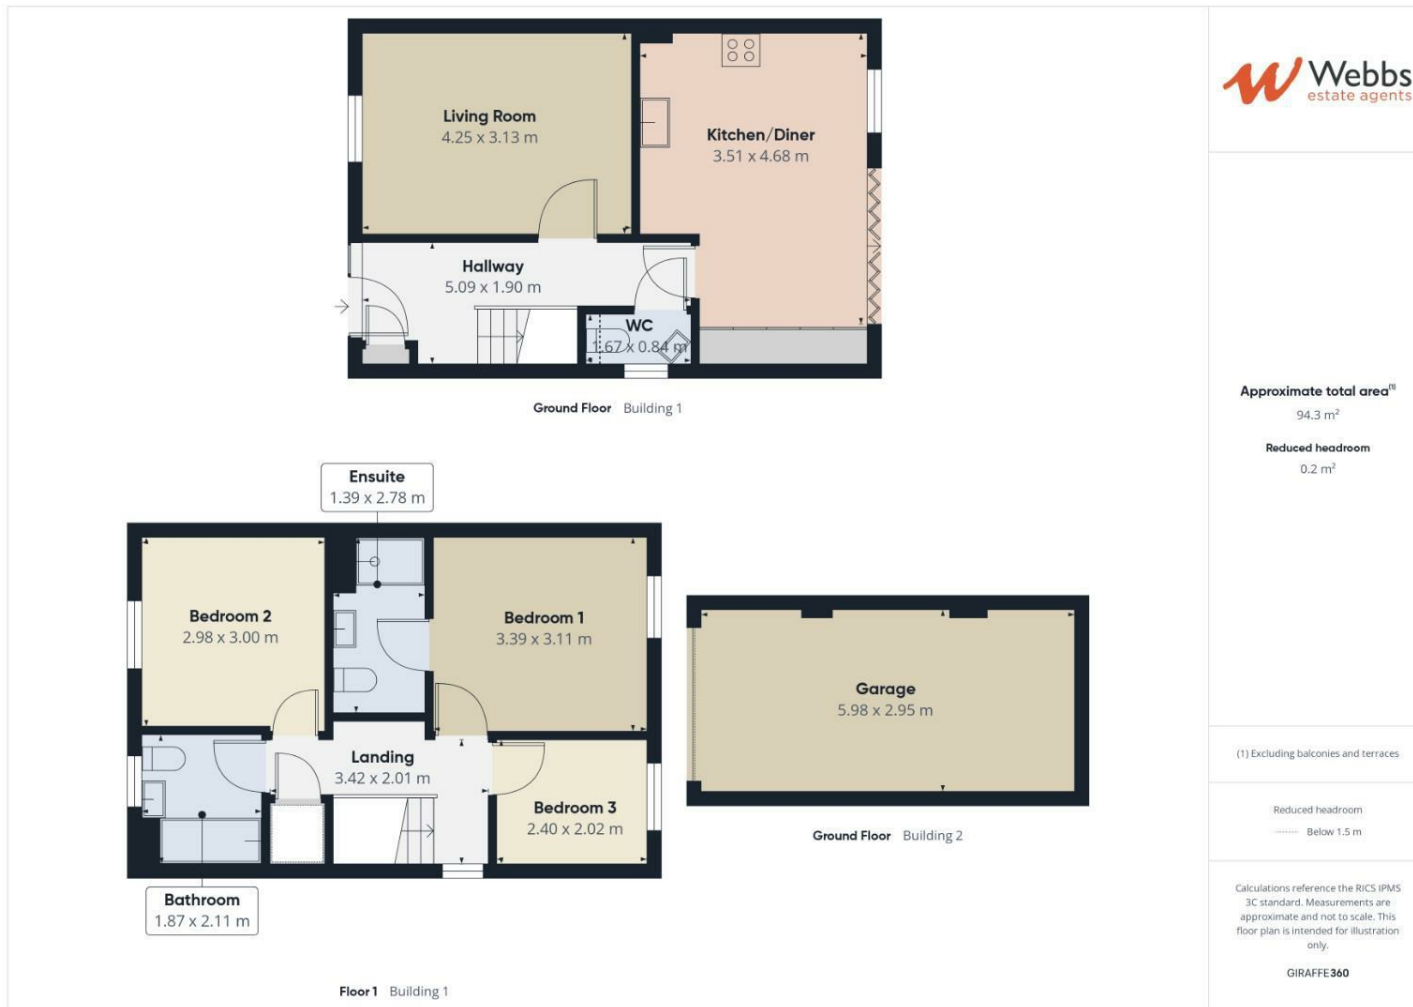 Living Room
4.25 x 3.13 m
Kitchen/Diner
3.51 x 4.68 m
Hallway
5.09 x 1.90 m
WC
1.67 x 0.84 m
Ground Floor Building 1
Ensuite
1.39 x 2.78 m
Bedroom 2
2.98 x 3.00 m
Bedroom 1
3.39 x 3.11 m
Landing
3.42 x 2.01 m
Bedroom 3
2.40 x 2.02 m
Bathroom
1.87 x 2.11 m
Floor 1 Building 1
Garage
5.98 x 2.95 m
Ground Floor Building 2
Webbs
estate agents
Approximate total area(1)
94.3 m²
Reduced headroom
0.2 m²
(1) Excluding balconies and terraces
Reduced headroom
Below 1.5 m
Calculations reference the RICS IPMS
3C standard. Measurements are
approximate and not to scale. This
floor plan is intended for illustration
only.
GIRAFFE360